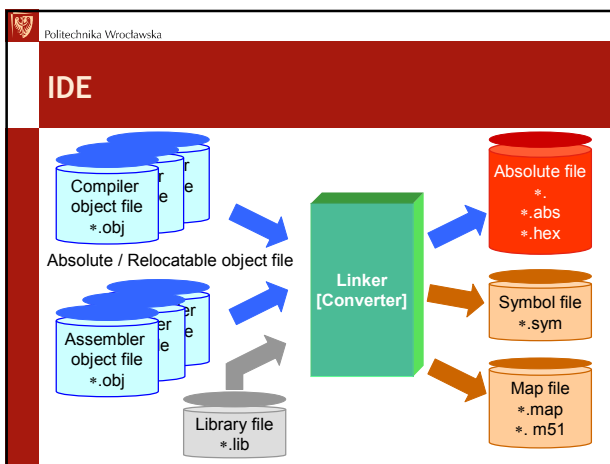 Politechnika Wrocławska
IDE
Compiler
object file
*.obj
r
e
r
e
Absolute / Relocatable object file
Assembler
object file
*.obj
r
e
r
e
Library file
*.lib
Linker
[Converter]
Absolute file
*.
*.abs
*.hex
Symbol file
*.sym
Map file
*.map
*. m51